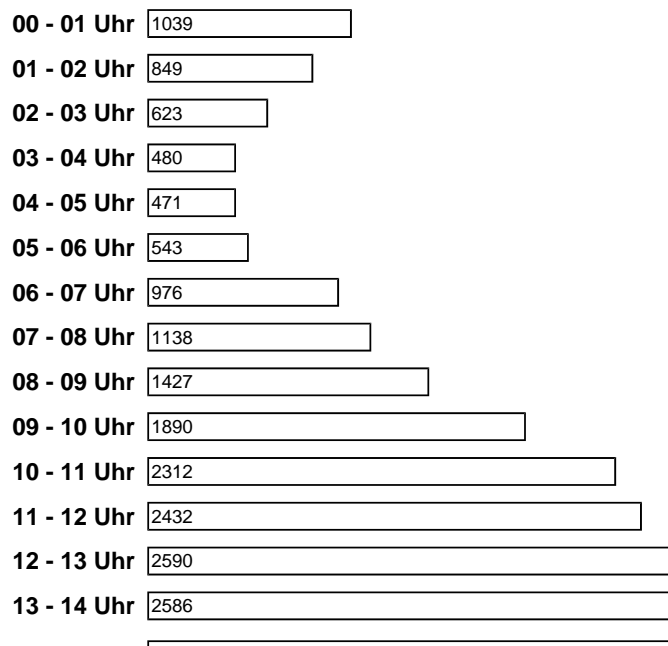 00 - 01 Uhr 1039
01 - 02 Uhr 849
02 - 03 Uhr 623
03 - 04 Uhr 480
04 - 05 Uhr 471
05 - 06 Uhr 543
06 - 07 Uhr 976
07 - 08 Uhr 1138
08 - 09 Uhr 1427
09 - 10 Uhr 1890
10 - 11 Uhr 2312
11 - 12 Uhr 2432
12 - 13 Uhr 2590
13 - 14 Uhr 2586